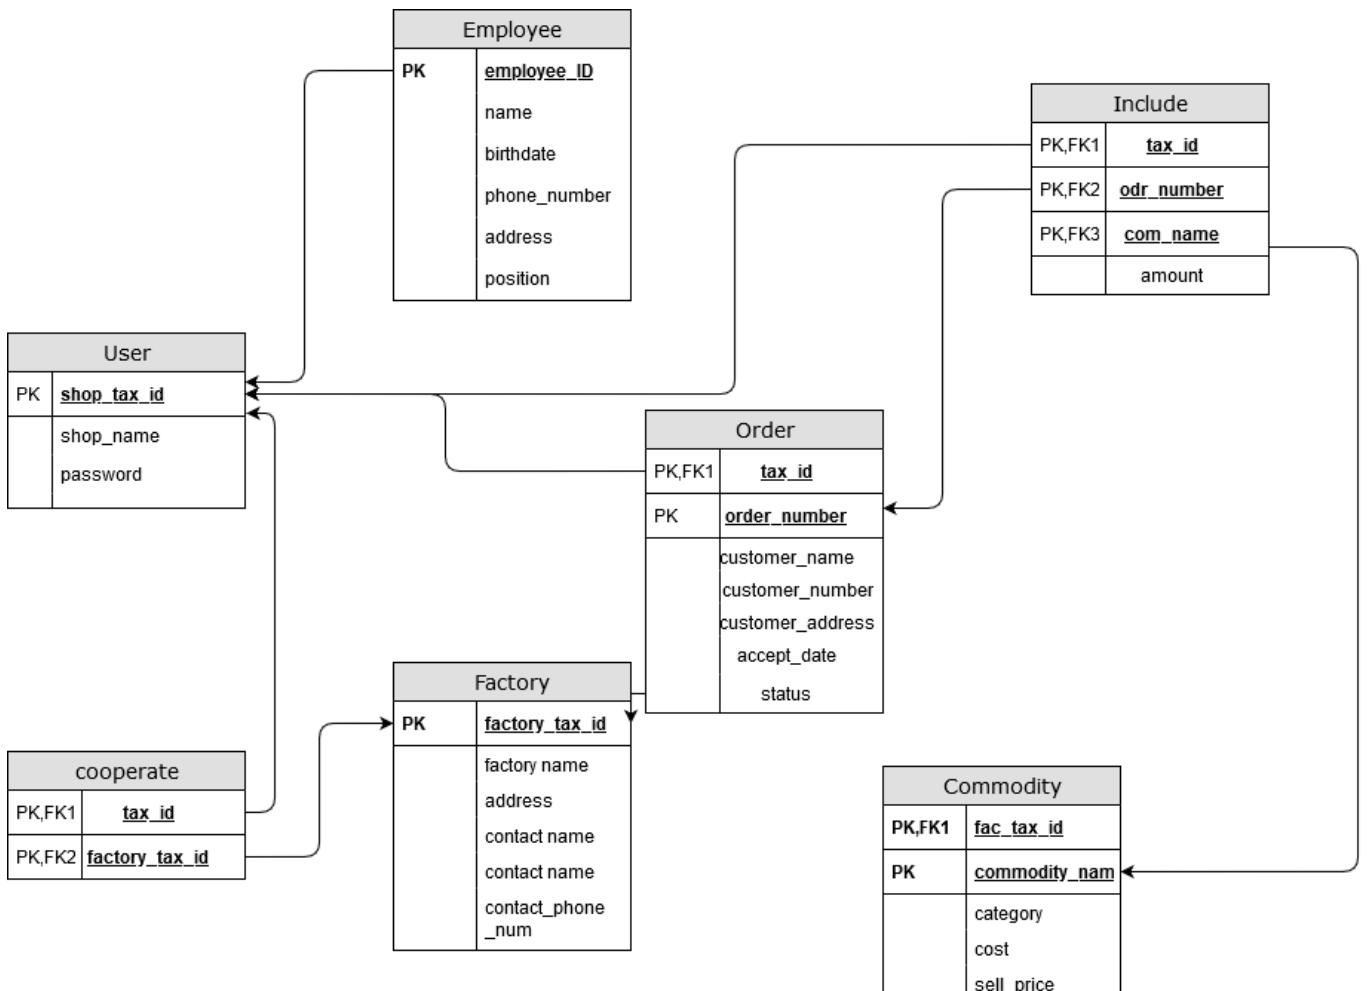 Employee
PK employee_ID
name
birthdate
phone_number
address
position
Include
PK,FK1 tax_id
PK,FK2 odr_number
PK,FK3 com_name
amount
User
PK shop_tax_id
shop_name
password
Order
PK,FK1 tax_id
PK order_number
customer_name
customer_number
customer_address
accept_date
status
Factory
PK factory_tax_id
factory name
address
contact name
contact name
contact_phone
_num
cooperate
PK,FK1 tax_id
PK,FK2 factory_tax_id
Commodity
PK,FK1 fac_tax_id
PK commodity_nam
category
cost
sell_price